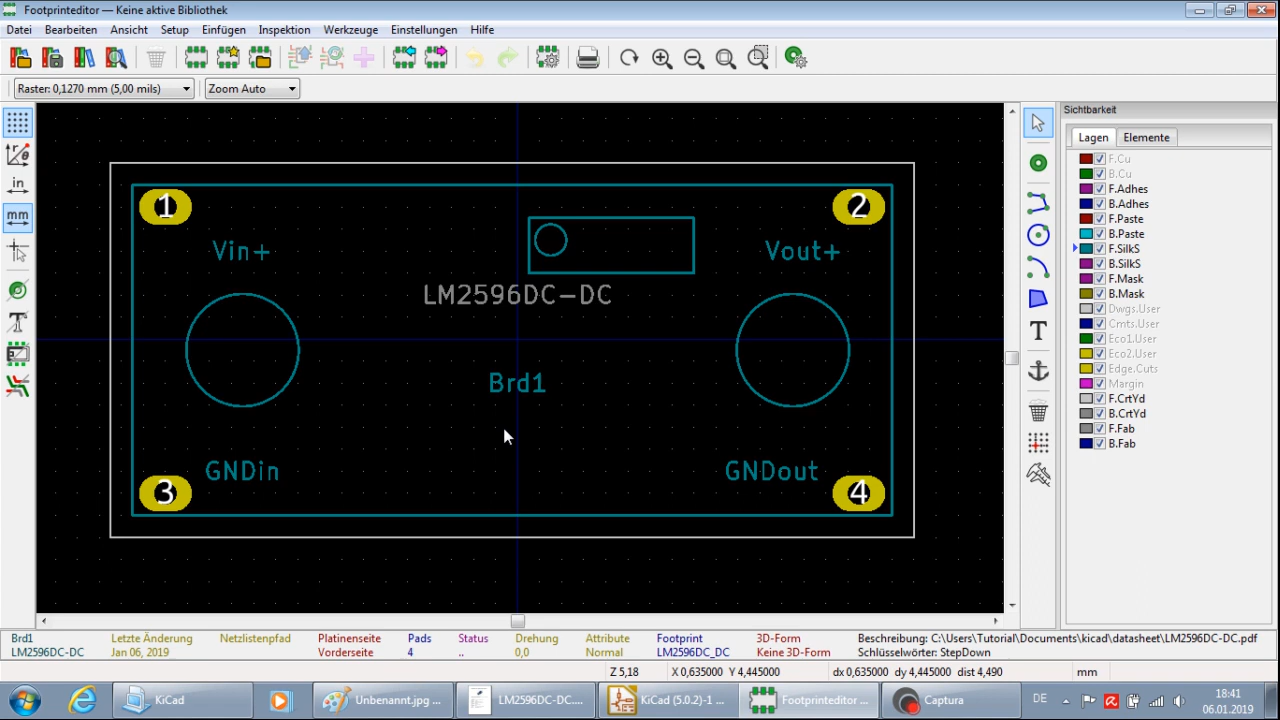 Footprinteditor — Keine aktive Bibliothek
Datei Bearbeiten Ansicht Setup Einfügen Inspektion Werkzeuge Einstellungen Hilfe
Raster: 0,1270 mm (5,00 mils) Zoom Auto
Sichtbarkeit
Lagen Elemente
in
mm
1
2
Vin+
Vout+
LM2596DC-DC
Brd1
GNDin
GNDout
3
4
T
F.Cu
B.Cu
F.Adhes
B.Adhes
F.Paste
B.Paste
F.SilkS
B.SilkS
F.Mask
B.Mask
Dwgs.User
Cmts.User
Eco1.User
Eco2.User
Edge.Cuts
Margin
F.CrtYd
B.CrtYd
F.Fab
B.Fab
Brd1 Letzte Änderung Netzlistenpfad Platinenseite Pads Status Drehung Attribute Footprint 3D-Form Beschreibung: C:\Users\Tutorial\Documents\kicad\datasheet\LM2596DC-DC.pdf
LM2596DC-DC Jan 06, 2019 Vorderseite 4 .. 0,0 Normal LM2596DC_DC Keine 3D-Form Schlüsselwörter: StepDown
Z 5,18 X 0,635000 Y 4,445000 dx 0,635000 dy 4,445000 dist 4,490 mm
KiCad Unbenannt.jpg ... LM2596DC-DC.... KiCad (5.0.2)-1 ... Footprinteditor ... Captura DE 18:41
06.01.2019